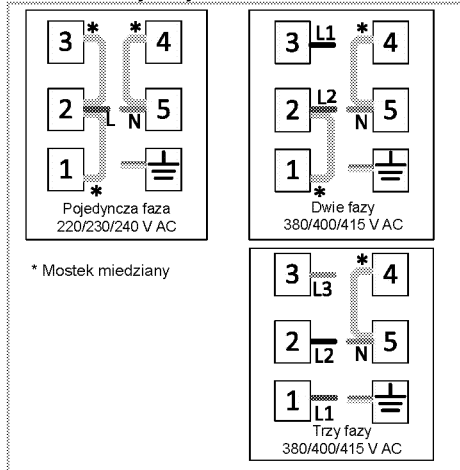 3 * * 4
2 L N 5
1 *
Pojedyncza faza
220/230/240 V AC
3 L1 * 4
2 L2 N 5
1 *
Dwie fazy
380/400/415 V AC
* Mostek miedziany
3 L3 * 4
2 L2 N 5
1 L1
Trzy fazy
380/400/415 V AC